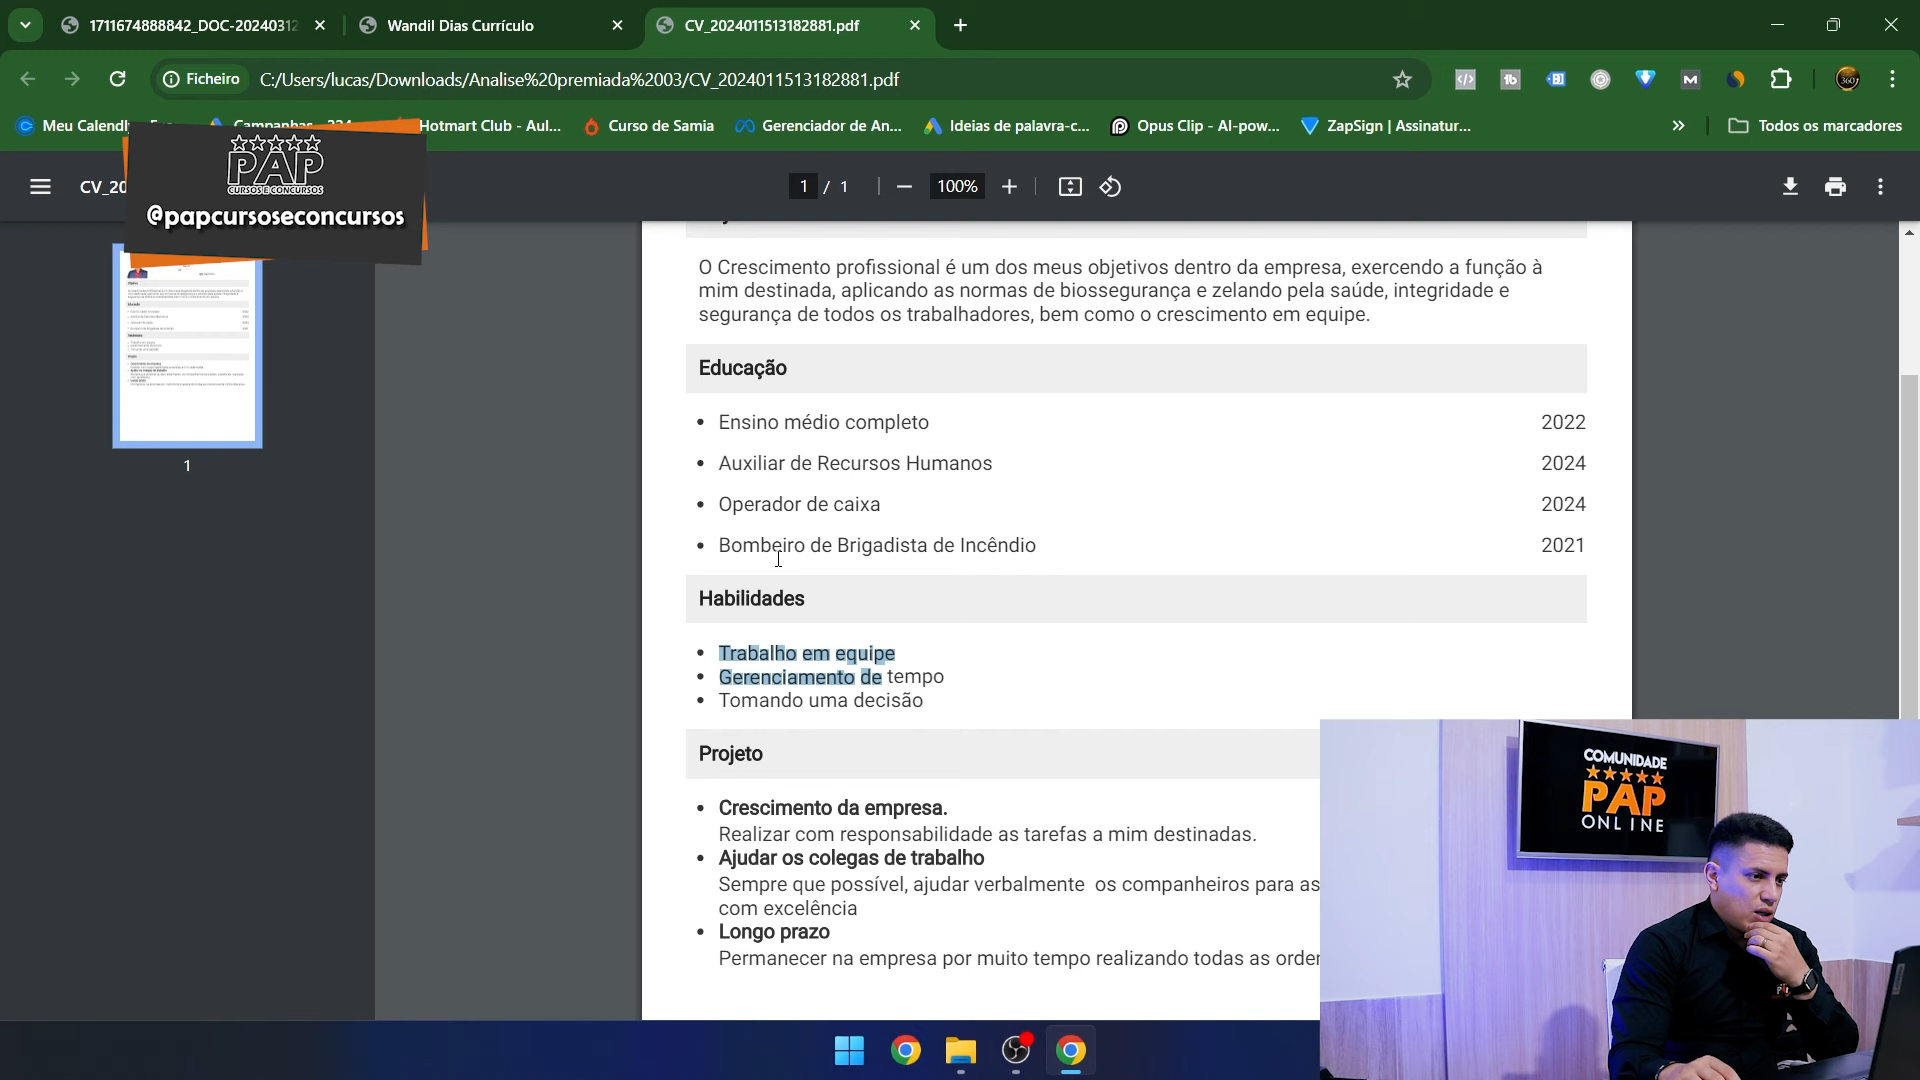 1711674888842_DOC-20240312
Wandil Dias Currículo
CV_2024011513182881.pdf
Ficheiro
C:/Users/lucas/Downloads/Analise%20premiada%2003/CV_2024011513182881.pdf
Meu Calendly
Hotmart Club - Aul...
Curso de Samia
Gerenciador de An...
Ideias de palavra-c...
Opus Clip - AI-pow...
ZapSign | Assinatur...
»
Todos os marcadores
PAP
CURSOS E CONCURSOS
@papcursoseconcursos
CV_20
1 / 1
100%
O Crescimento profissional é um dos meus objetivos dentro da empresa, exercendo a função à
mim destinada, aplicando as normas de biossegurança e zelando pela saúde, integridade e
segurança de todos os trabalhadores, bem como o crescimento em equipe.
Educação
• Ensino médio completo 2022
• Auxiliar de Recursos Humanos 2024
• Operador de caixa 2024
• Bombeiro de Brigadista de Incêndio 2021
Habilidades
• Trabalho em equipe
• Gerenciamento de tempo
• Tomando uma decisão
Projeto
• Crescimento da empresa.
Realizar com responsabilidade as tarefas a mim destinadas.
• Ajudar os colegas de trabalho
Sempre que possível, ajudar verbalmente os companheiros para as
com excelência
• Longo prazo
Permanecer na empresa por muito tempo realizando todas as order
1
COMUNIDADE
PAP
ONLINE